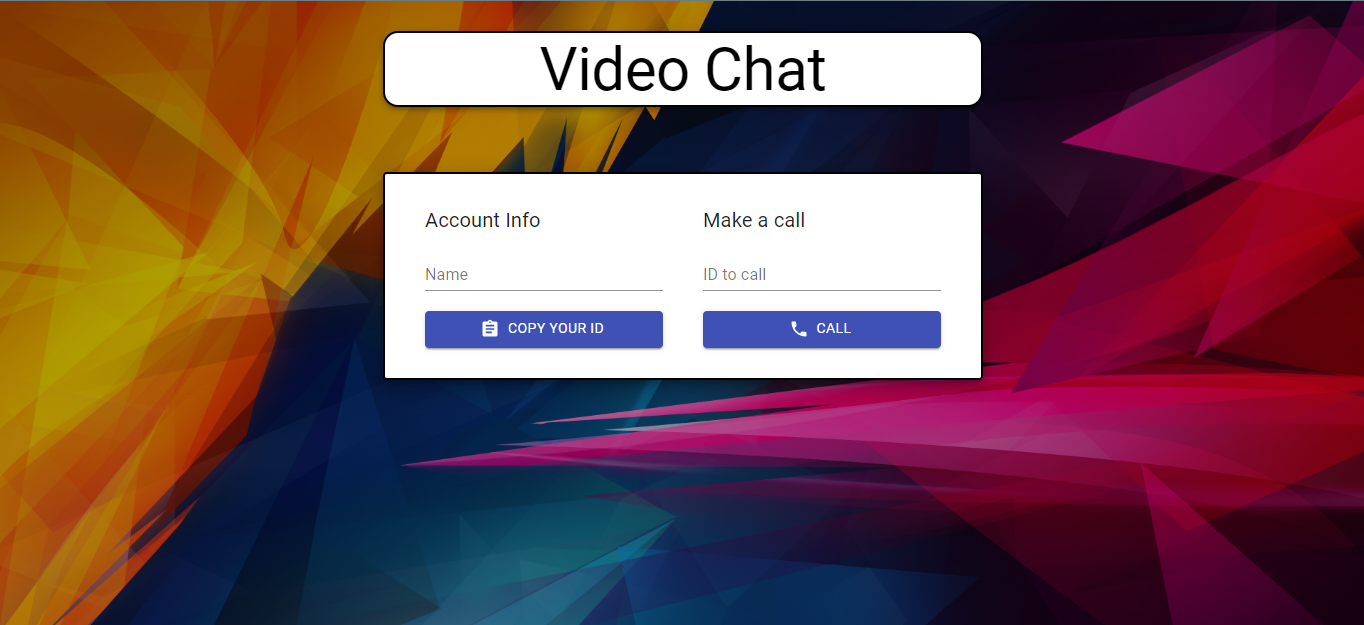 Video Chat
Account Info
Name
COPY YOUR ID
Make a call
ID to call
CALL